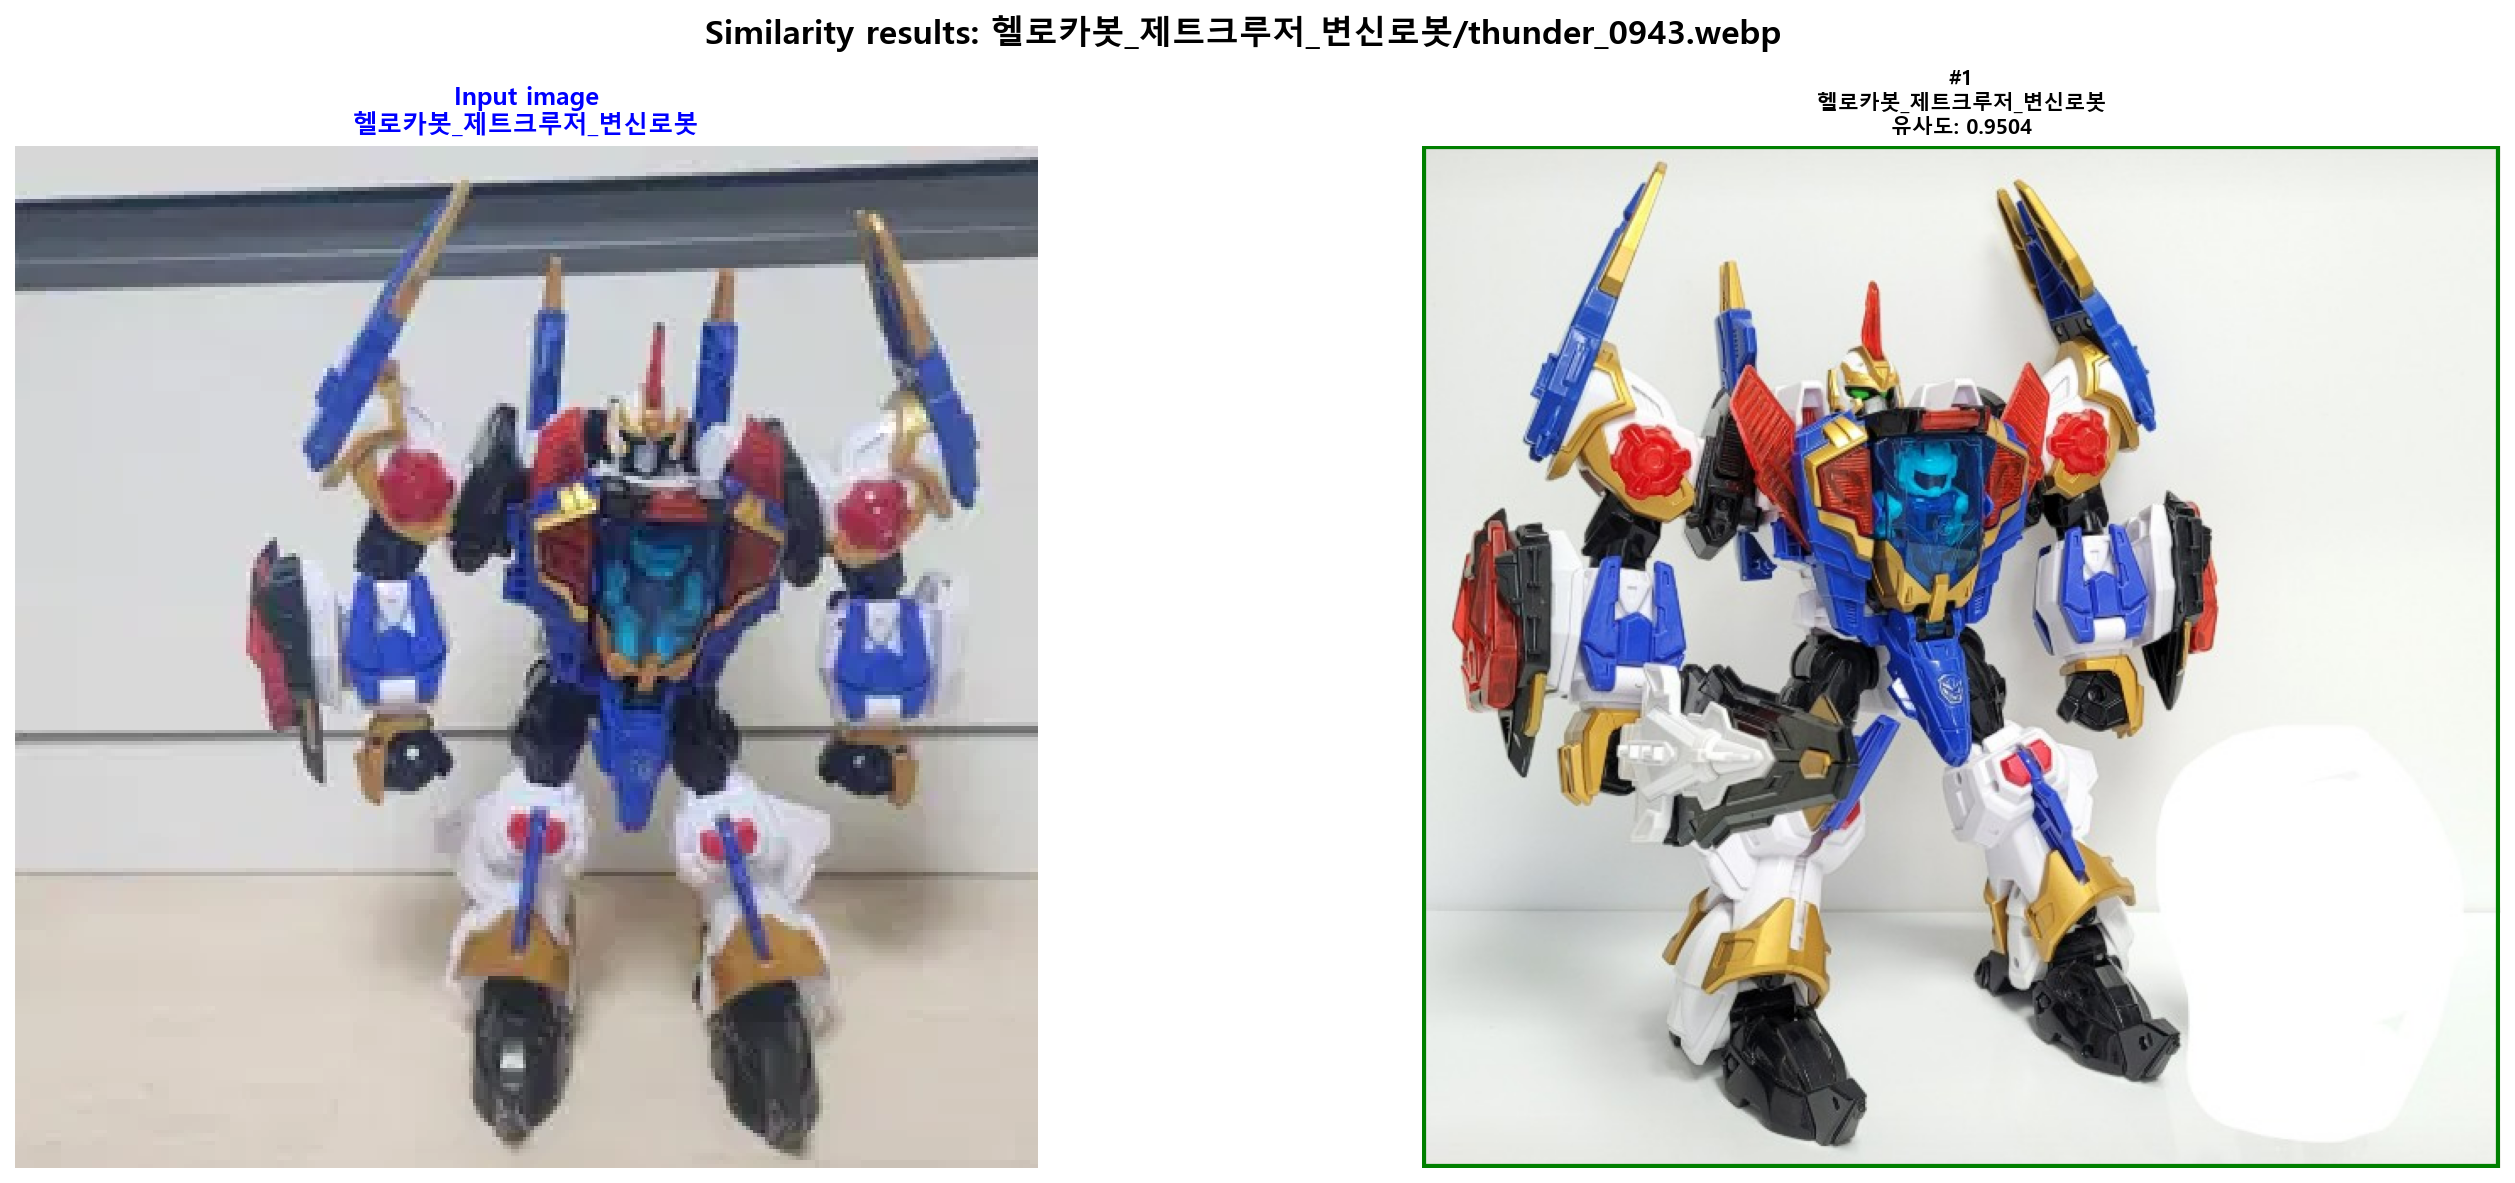 Similarity results: 헬로카봇_제트크루저_변신로봇/thunder_0943.webp
Input image
헬로카봇_제트크루저_변신로봇
#1
헬로카봇_제트크루저_변신로봇
유사도: 0.9504